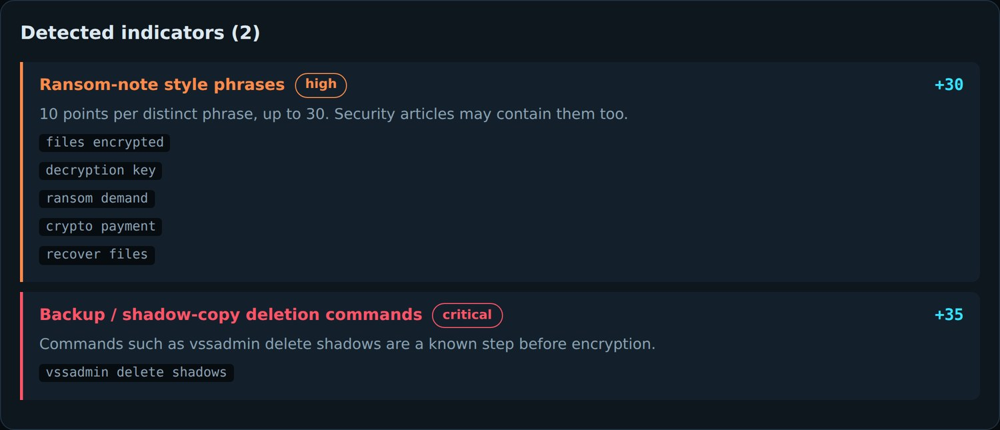 Detected indicators (2)
Ransom-note style phrases high +30
10 points per distinct phrase, up to 30. Security articles may contain them too.
files encrypted
decryption key
ransom demand
crypto payment
recover files
Backup / shadow-copy deletion commands critical +35
Commands such as vssadmin delete shadows are a known step before encryption.
vssadmin delete shadows